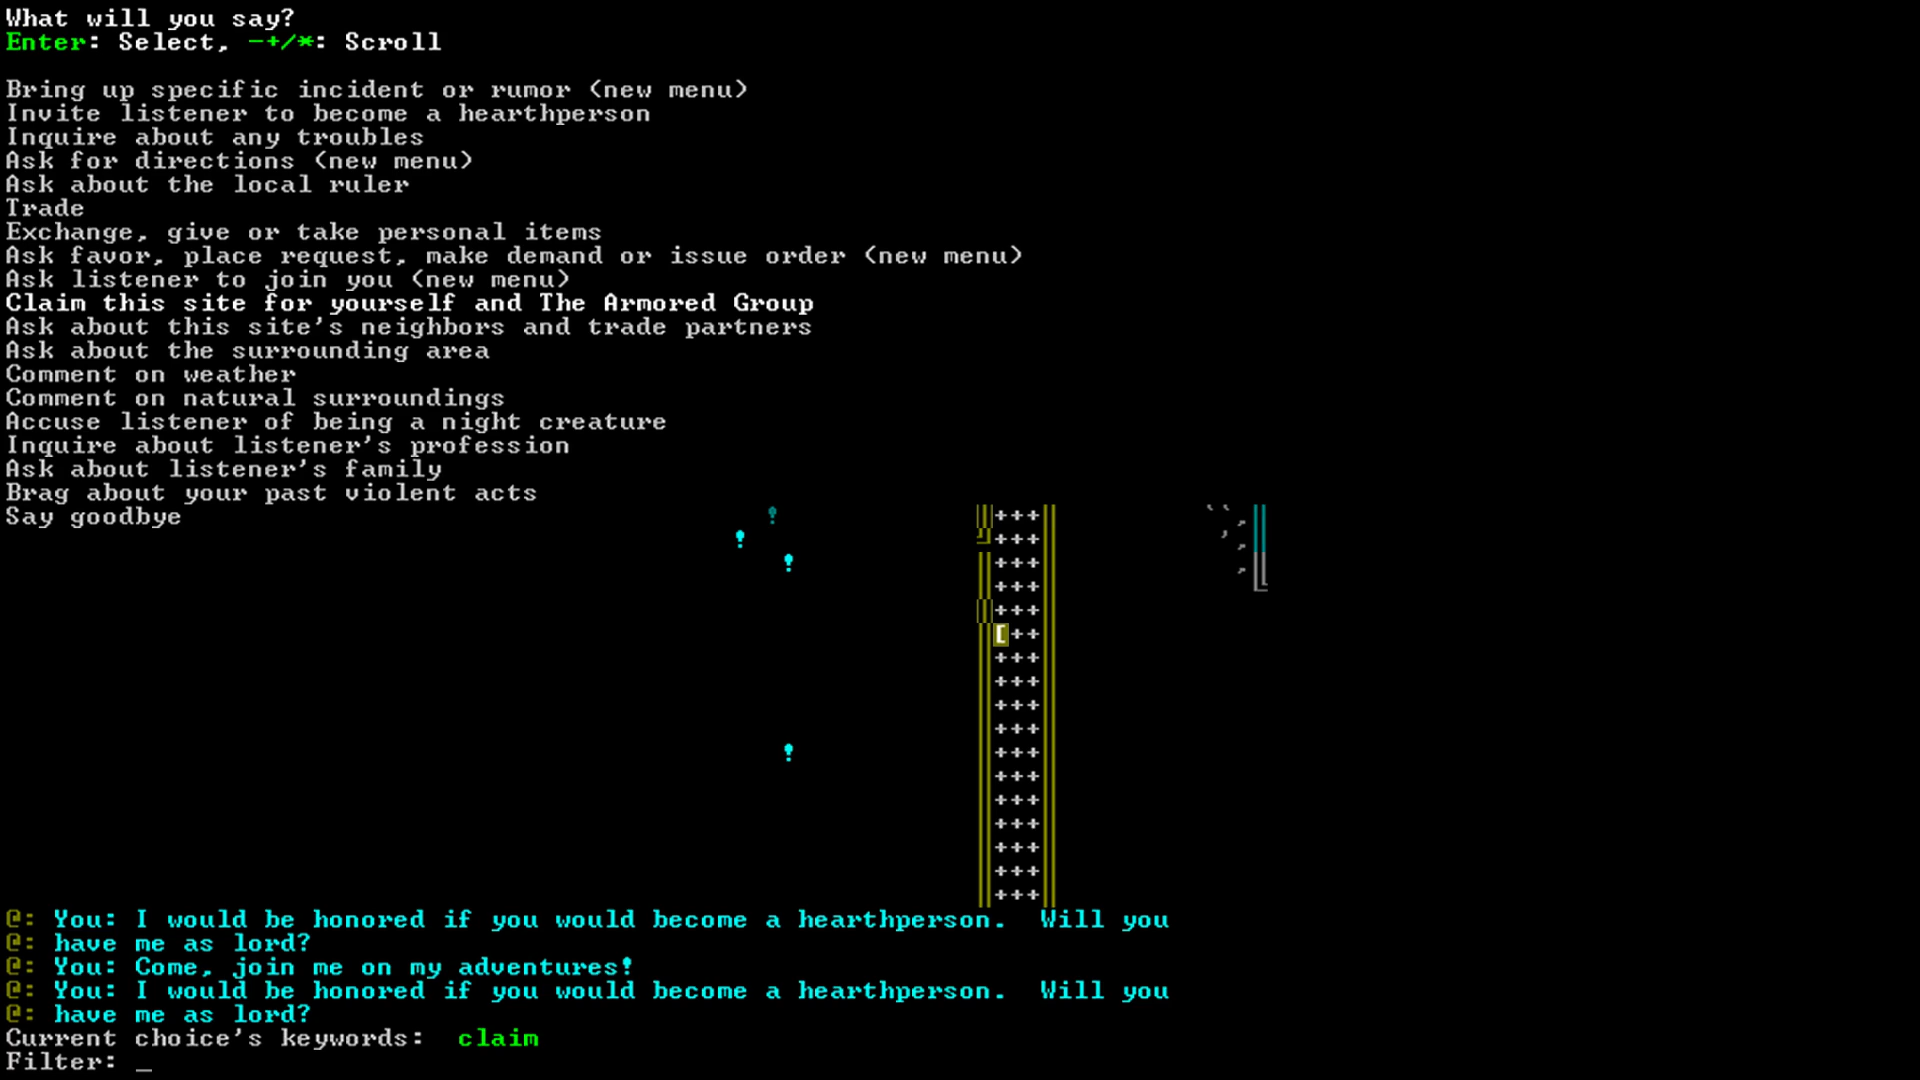 What will you say?
Enter: Select, -+/*: Scroll
Bring up specific incident or rumor (new menu)
Invite listener to become a hearthperson
Inquire about any troubles
Ask for directions (new menu)
Ask about the local ruler
Trade
Exchange, give or take personal items
Ask favor, place request, make demand or issue order (new menu)
Ask listener to join you (new menu)
Claim this site for yourself and The Armored Group
Ask about this site's neighbors and trade partners
Ask about the surrounding area
Comment on weather
Comment on natural surroundings
Accuse listener of being a night creature
Inquire about listener's profession
Ask about listener's family
Brag about your past violent acts
Say goodbye
@: You: I would be honored if you would become a hearthperson.  Will you
@: have me as lord?
@: You: Come, join me on my adventures!
@: You: I would be honored if you would become a hearthperson.  Will you
@: have me as lord?
Current choice's keywords:  claim
Filter: _